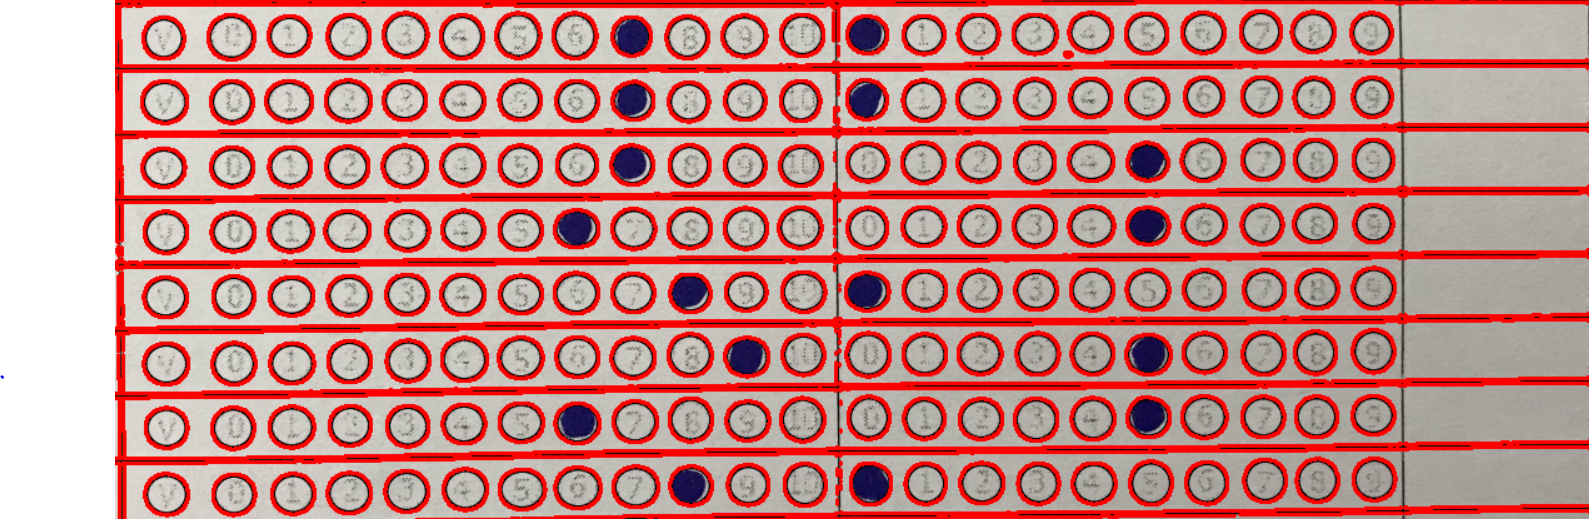 V 0 1 2 3 4 5 6 8 9 10 1 2 3 4 5 6 7 8 9
V 0 1 2 3 4 5 6 8 9 10 1 2 3 4 5 6 7 8 9
V 0 1 2 3 4 5 6 8 9 10 0 1 2 3 4 6 7 8 9
V 0 1 2 3 4 5 7 8 9 10 0 1 2 3 4 6 7 8 9
V 0 1 2 3 4 5 6 7 9 10 1 2 3 4 5 6 7 8 9
V 0 1 2 3 4 5 6 7 8 10 0 1 2 3 4 6 7 8 9
V 0 1 2 3 4 5 7 8 9 10 0 1 2 3 4 6 7 8 9
V 0 1 2 3 4 5 6 7 9 10 1 2 3 4 5 6 7 8 9